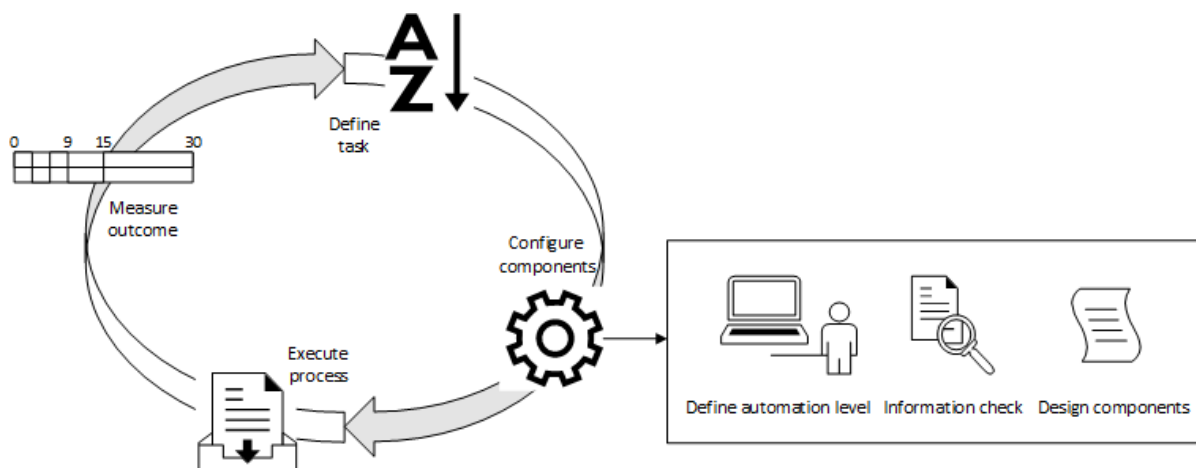 A
Z
Define
task
0 9 15 30
Measure
outcome
Configure
components
Execute
process
Define automation level
Information check
Design components